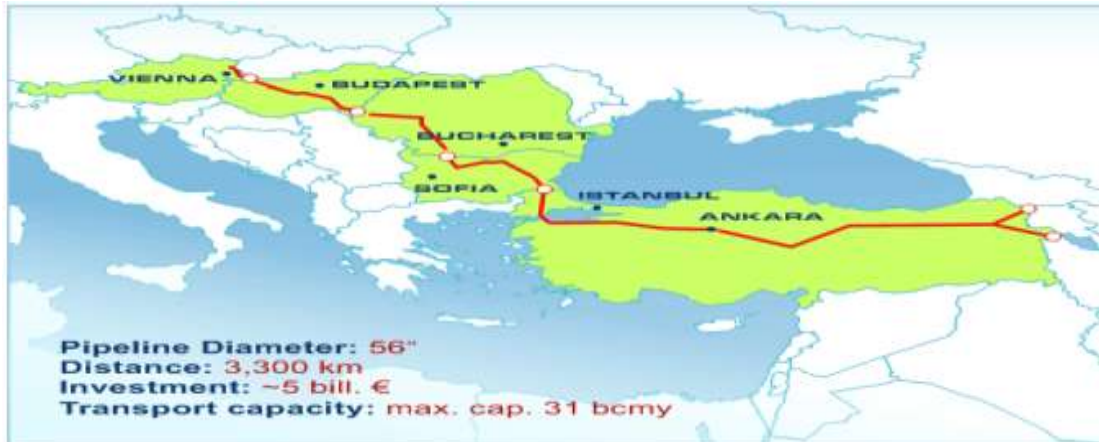 VIENNA
BUDAPEST
BUCHAREST
SOFIA
ISTANBUL
ANKARA
Pipeline Diameter: 56"
Distance: 3,300 km
Investment: ~5 bill. €
Transport capacity: max. cap. 31 bcmy